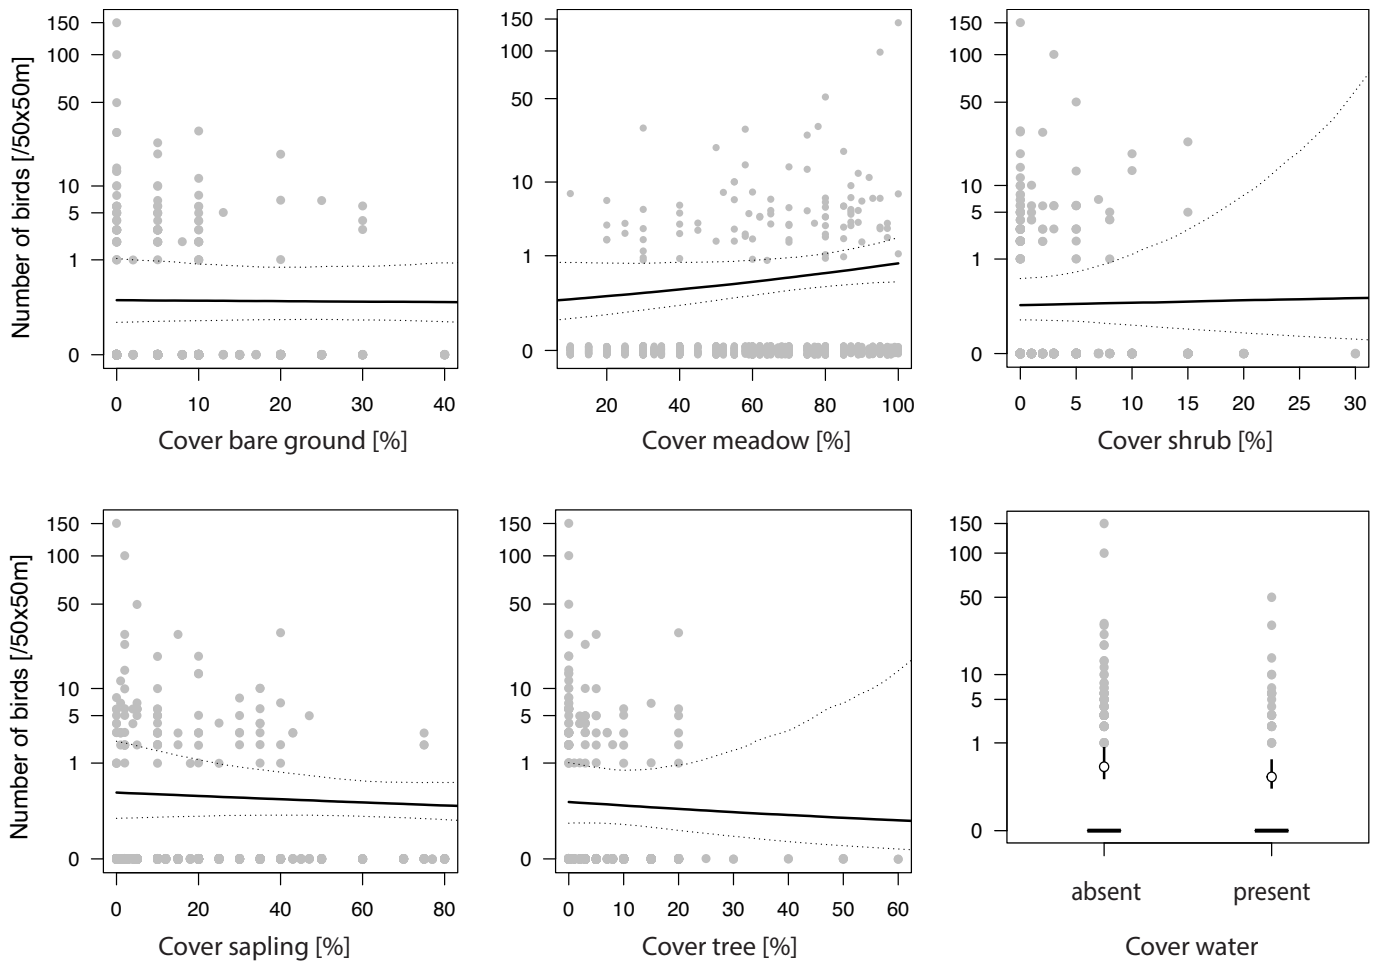 Number of birds [/50x50m]
150
100
50
10
5
1
0
0 10 20 30 40
Cover bare ground [%]
150
100
50
10
1
0
20 40 60 80 100
Cover meadow [%]
150
100
50
10
5
1
0
0 5 10 15 20 25 30
Cover shrub [%]
Number of birds [/50x50m]
150
100
50
10
5
1
0
0 20 40 60 80
Cover sapling [%]
150
100
50
10
5
1
0
0 10 20 30 40 50 60
Cover tree [%]
150
100
50
10
5
1
0
absent present
Cover water